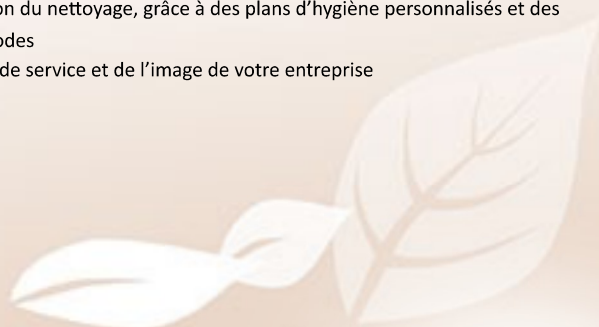 on du nettoyage, grâce à des plans d’hygiène personnalisés et des
odes
de service et de l’image de votre entreprise